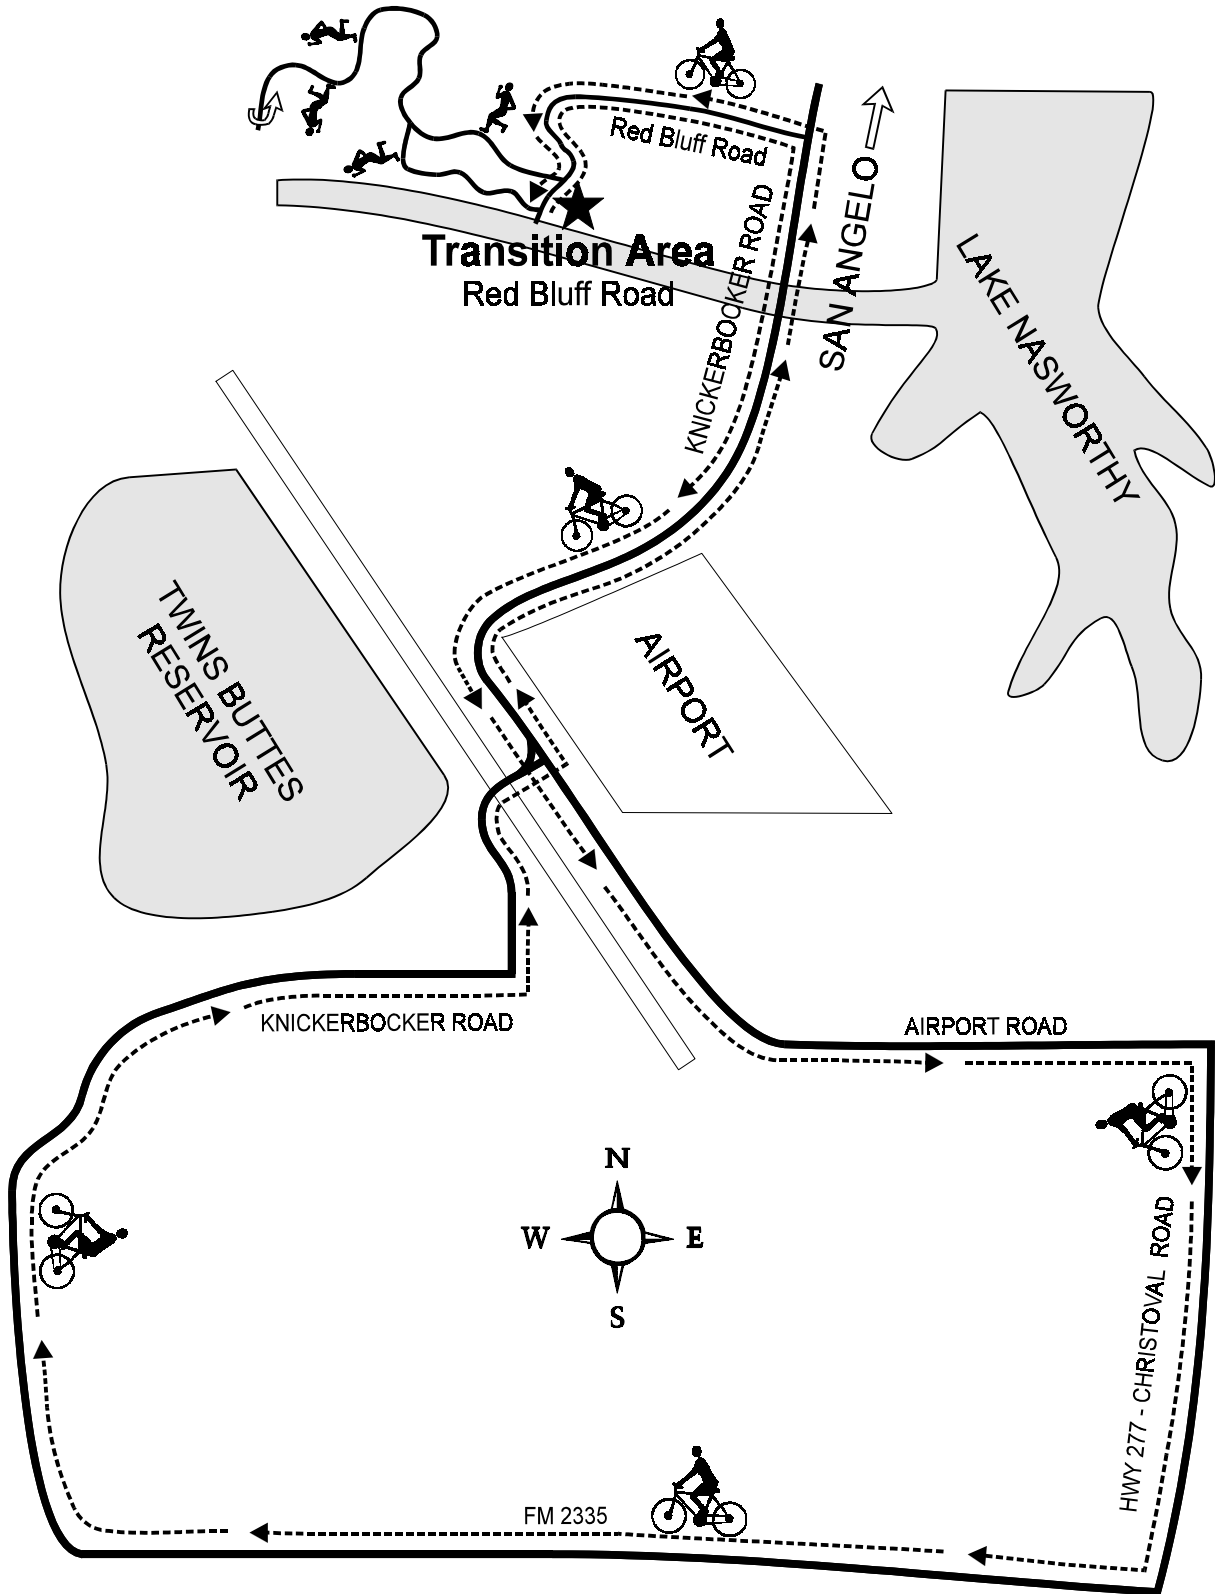 Red Bluff Road
Transition Area
Red Bluff Road
KNICKERBOCKER ROAD
SAN ANGELO
LAKE NASWORTHY
TWINS BUTTES
RESERVOIR
AIRPORT
KNICKERBOCKER ROAD
AIRPORT ROAD
N
W
E
S
HWY 277 - CHRISTOVAL ROAD
FM 2335